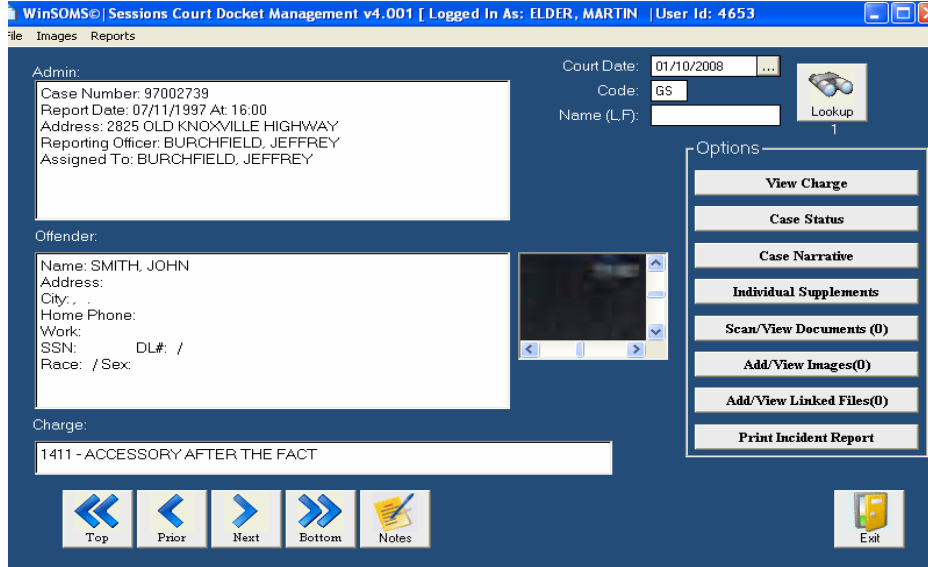 WinSOMS©| Sessions Court Docket Management v4.001 [ Logged In As: ELDER, MARTIN |User Id: 4653
File Images Reports
Admin:
Case Number: 97002739
Report Date: 07/11/1997 At: 16:00
Address: 2825 OLD KNOXVILLE HIGHWAY
Reporting Officer: BURCHFIELD, JEFFREY
Assigned To: BURCHFIELD, JEFFREY
Court Date: 01/10/2008 ...
Code: GS
Name (L,F):
Lookup
1
Options
View Charge
Case Status
Case Narrative
Individual Supplements
Scan/View Documents (0)
Add/View Images(0)
Add/View Linked Files(0)
Print Incident Report
Offender:
Name: SMITH, JOHN
Address:
City: , .
Home Phone:
Work:
SSN: DL#: /
Race: / Sex:
Charge:
1411 - ACCESSORY AFTER THE FACT
Top Prior Next Bottom Notes Exit